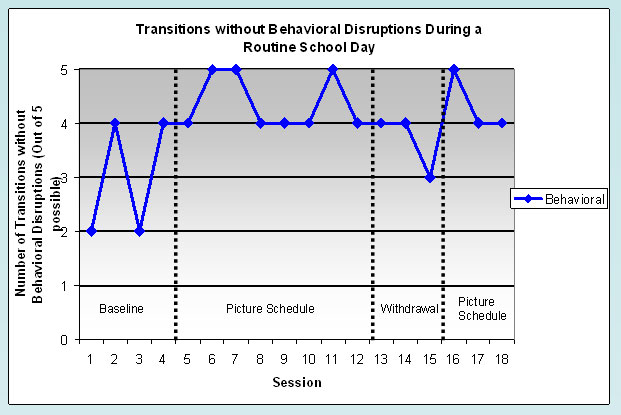 Transitions without Behavioral Disruptions During a
Routine School Day
Number of Transitions without
Behavioral Disruptions (Out of 5
possible)
5
4
3
2
1
0
Baseline
Picture Schedule
Withdrawal
Picture
Schedule
1 2 3 4 5 6 7 8 9 10 11 12 13 14 15 16 17 18
Session
Behavioral